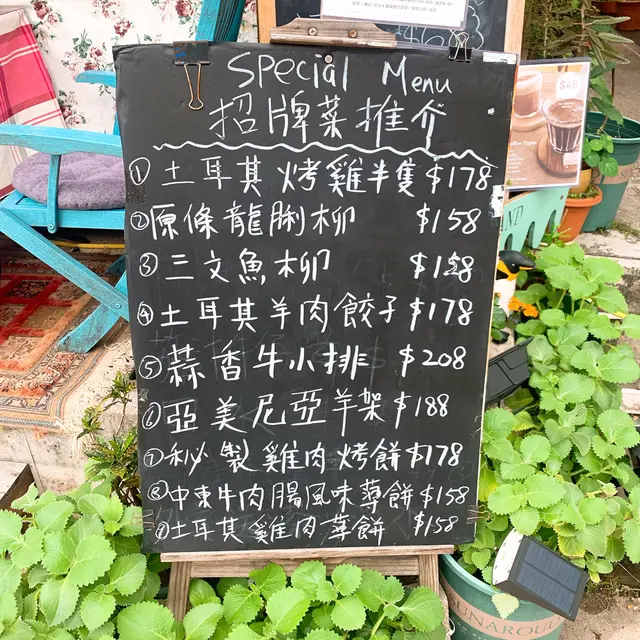 Special Menu
招牌菜推介
① 土耳其 烤雞半隻 $178
② 原條龍脷柳 $158
③ 三文魚柳 $158
④ 土耳其羊肉餃子 $178
⑤ 蒜香牛小排 $208
⑥ 亞美尼亞羊架 $188
⑦ 秘製雞肉烤餅 $178
⑧ 中東牛肉腸風味薄餅 $158
⑨ 土耳其雞肉薄餅 $158
$48